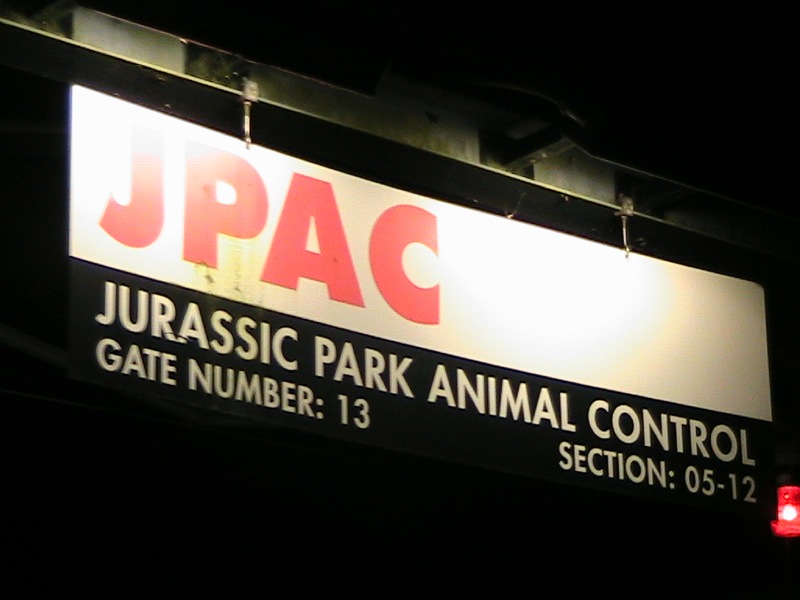 JPAC
JURASSIC PARK ANIMAL CONTROL
GATE NUMBER: 13
SECTION: 05-12